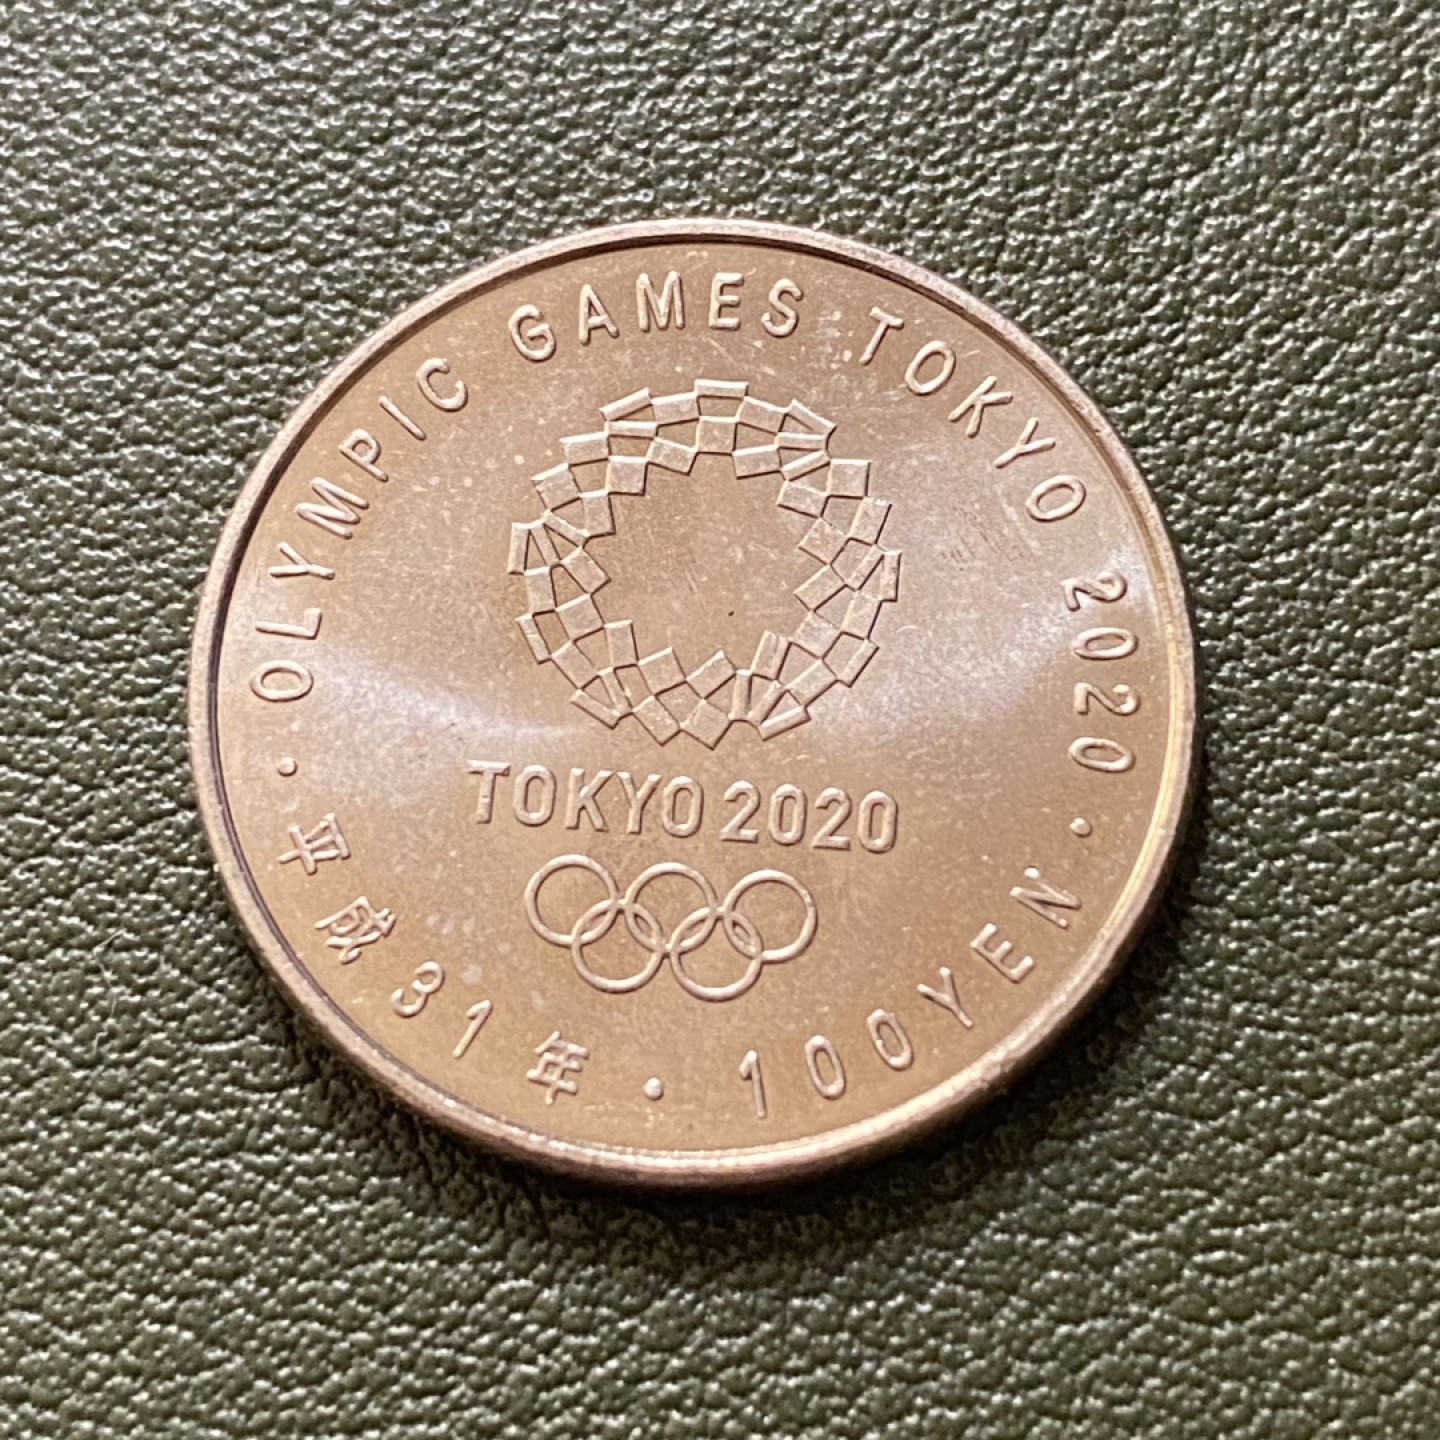 OLYMPIC GAMES TOKYO 2020
TOKYO 2020
平成31年・100YEN・